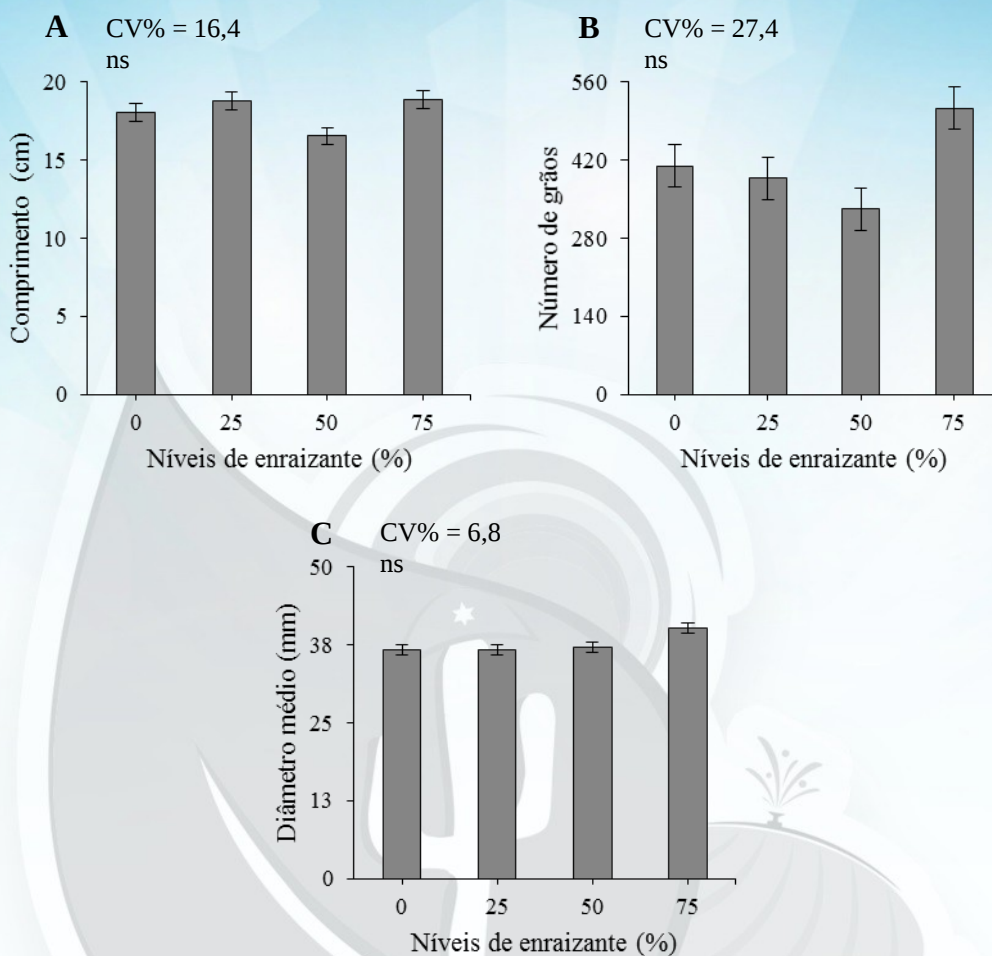 A CV% = 16,4
ns
Comprimento (cm)
20
15
10
5
0
0 25 50 75
Níveis de enraizante (%)
B CV% = 27,4
ns
Número de grãos
560
420
280
140
0
0 25 50 75
Níveis de enraizante (%)
C CV% = 6,8
ns
Diâmetro médio (mm)
50
38
25
13
0
0 25 50 75
Níveis de enraizante (%)